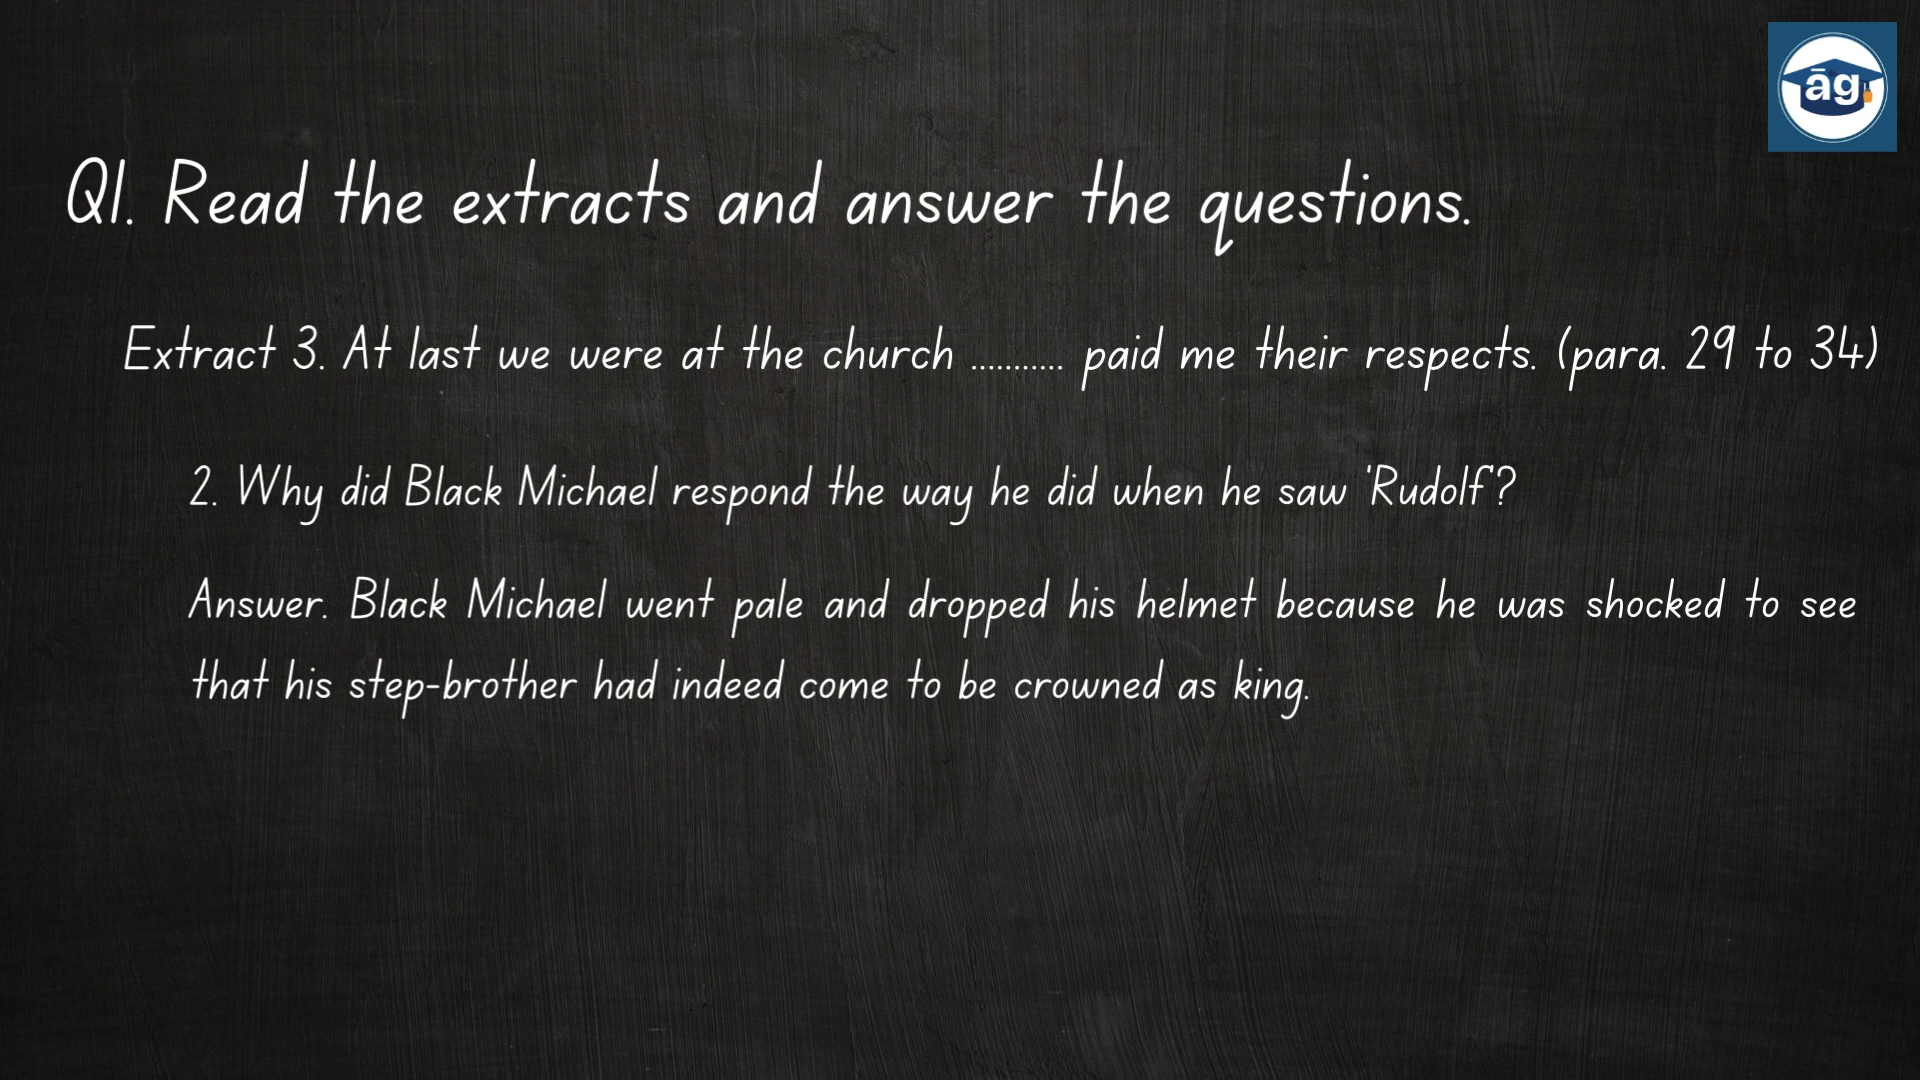 āg
Q1. Read the extracts and answer the questions.
Extract 3. At last we were at the church ........... paid me their respects. (para. 29 to 34)
2. Why did Black Michael respond the way he did when he saw 'Rudolf'?
Answer. Black Michael went pale and dropped his helmet because he was shocked to see
that his step-brother had indeed come to be crowned as king.